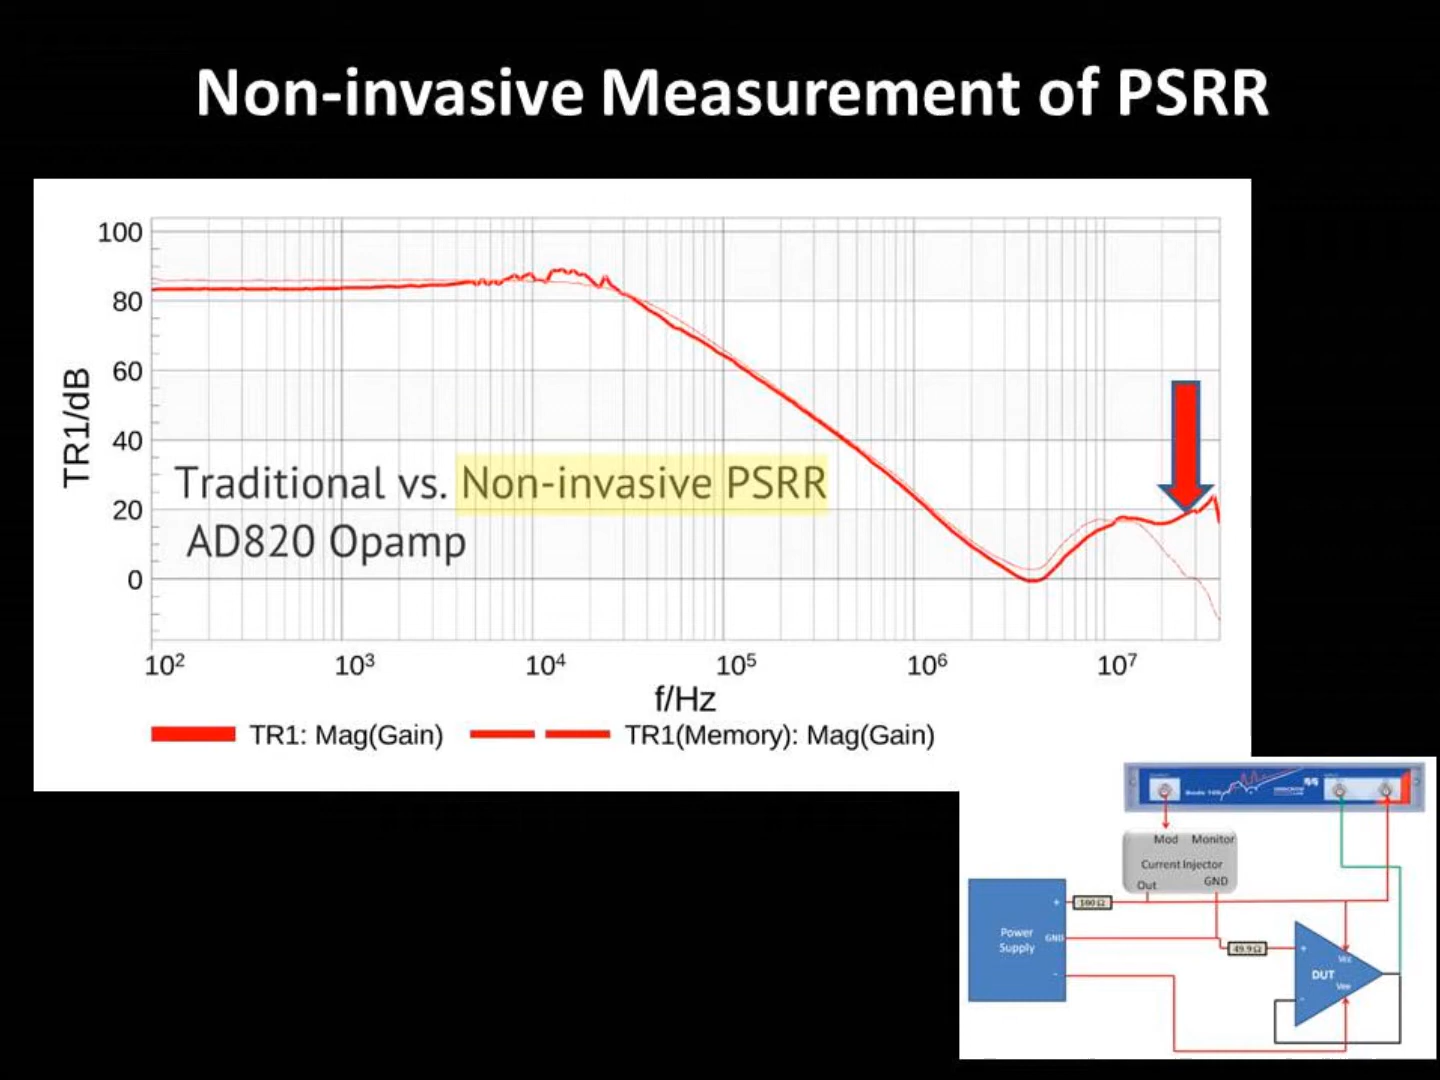 Non-invasive Measurement of PSRR
100
80
60
40
20
0
TR1/dB
Traditional vs. Non-invasive PSRR
AD820 Opamp
10² 10³ 10⁴ 10⁵ 10⁶ 10⁷
f/Hz
TR1: Mag(Gain) TR1(Memory): Mag(Gain)
Mod Monitor
Current Injector
Out GND
+ 100 Ω
Power
Supply
GND
49.9 Ω
+
-
Vcc
DUT
Vee
-